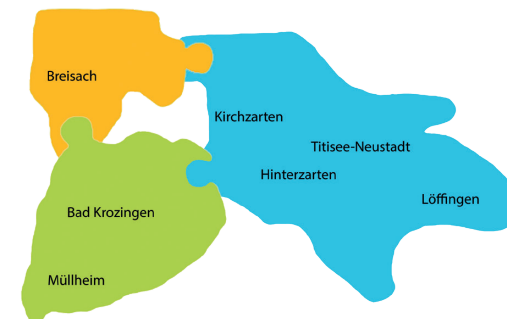 Breisach
Kirchzarten
Titisee-Neustadt
Hinterzarten
Löffingen
Bad Krozingen
Müllheim